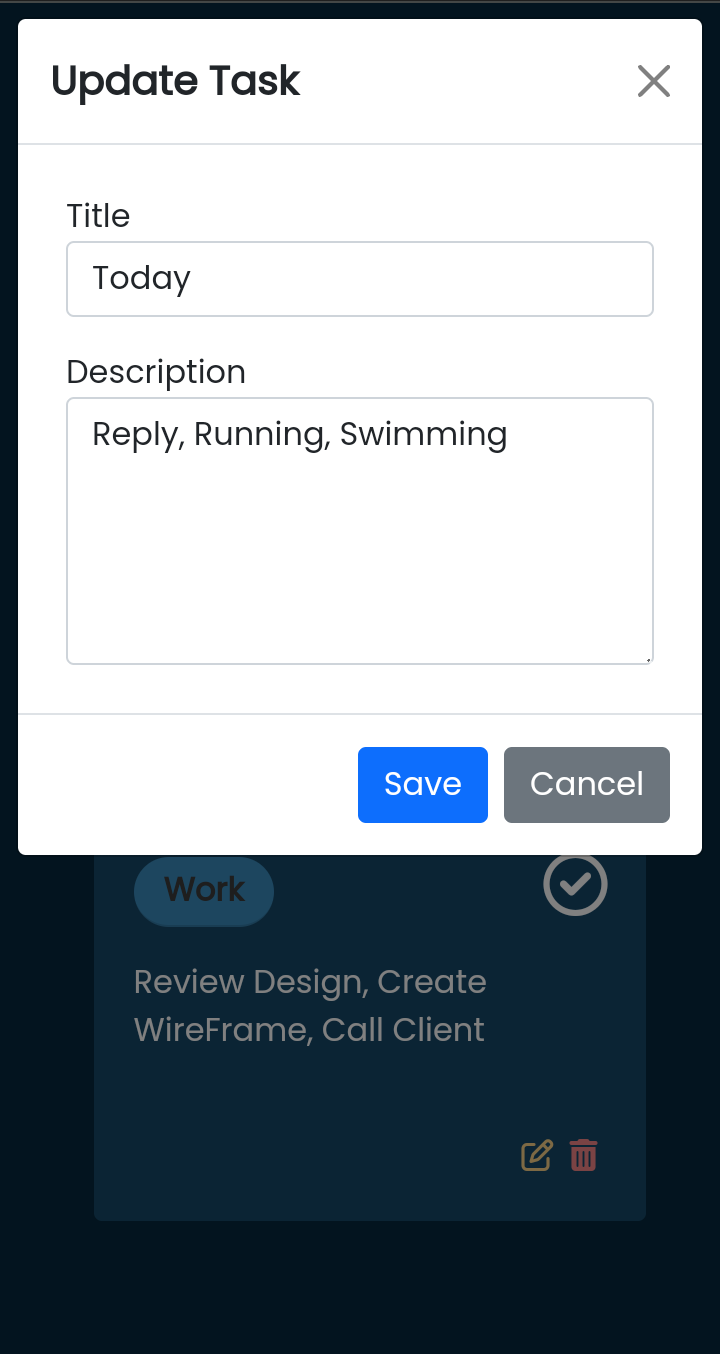 Update Task
Title
Today
Description
Reply, Running, Swimming
Save Cancel
Work
Review Design, Create
WireFrame, Call Client